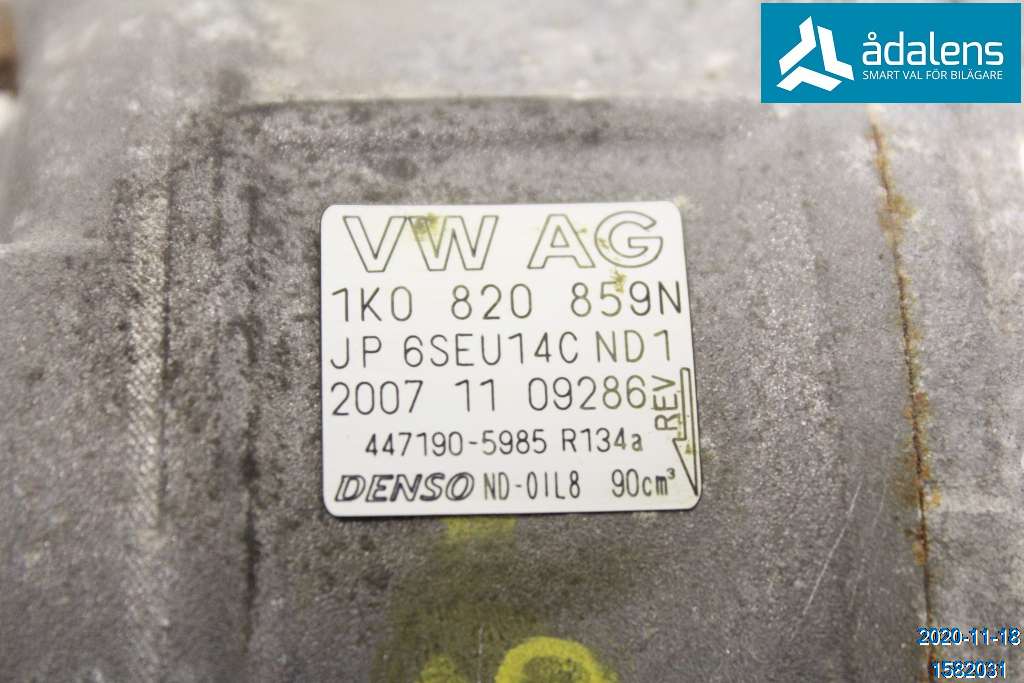 ådalens
SMART VAL FÖR BILÄGARE
VW AG
1K0 820 859N
JP 6SEU14C ND1
2007 11 09286
REV
447190-5985 R134a
DENSO ND-OIL8 90cm³
2020-11-18
1582031